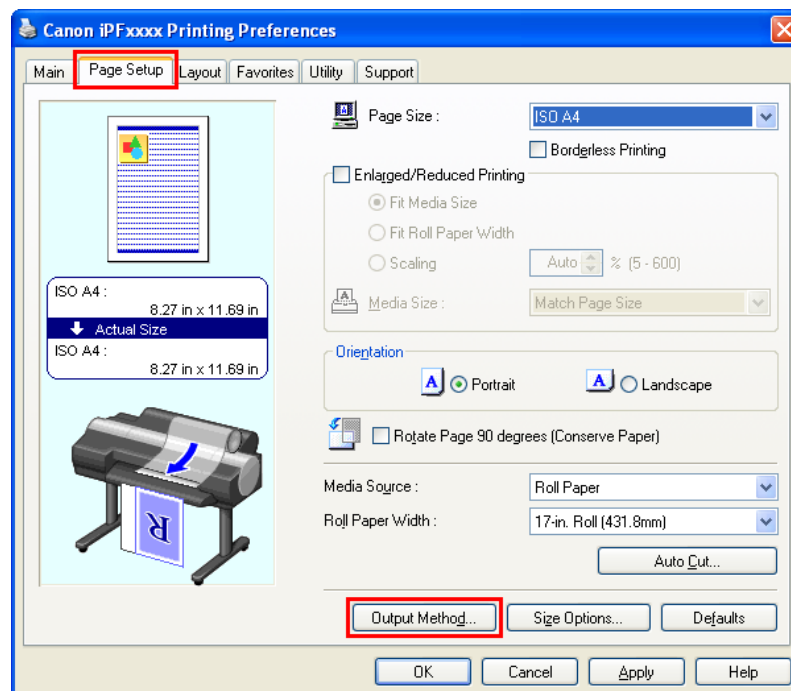 Canon iPFxxxx Printing Preferences
Main Page Setup Layout Favorites Utility Support
Page Size : ISO A4
Borderless Printing
Enlarged/Reduced Printing
Fit Media Size
Fit Roll Paper Width
Scaling Auto % (5 - 600)
Media Size : Match Page Size
ISO A4 :
8.27 in x 11.69 in
Actual Size
ISO A4 :
8.27 in x 11.69 in
Orientation
A Portrait A Landscape
Rotate Page 90 degrees (Conserve Paper)
R
Media Source : Roll Paper
Roll Paper Width : 17-in. Roll (431.8mm)
Auto Cut...
Output Method... Size Options... Defaults
OK Cancel Apply Help